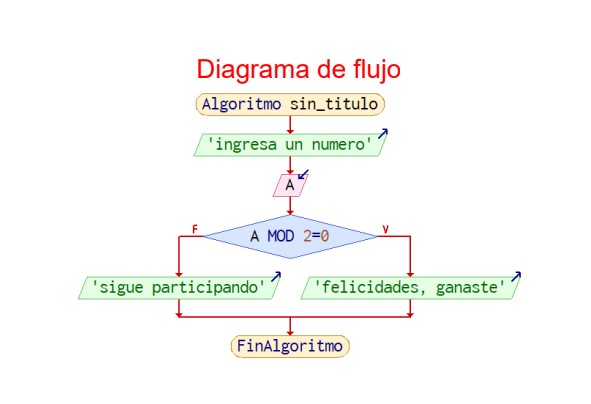 Diagrama de flujo
Algoritmo sin_titulo
'ingresa un numero'
A
F
A MOD 2=0
V
'sigue participando'
'felicidades, ganaste'
FinAlgoritmo